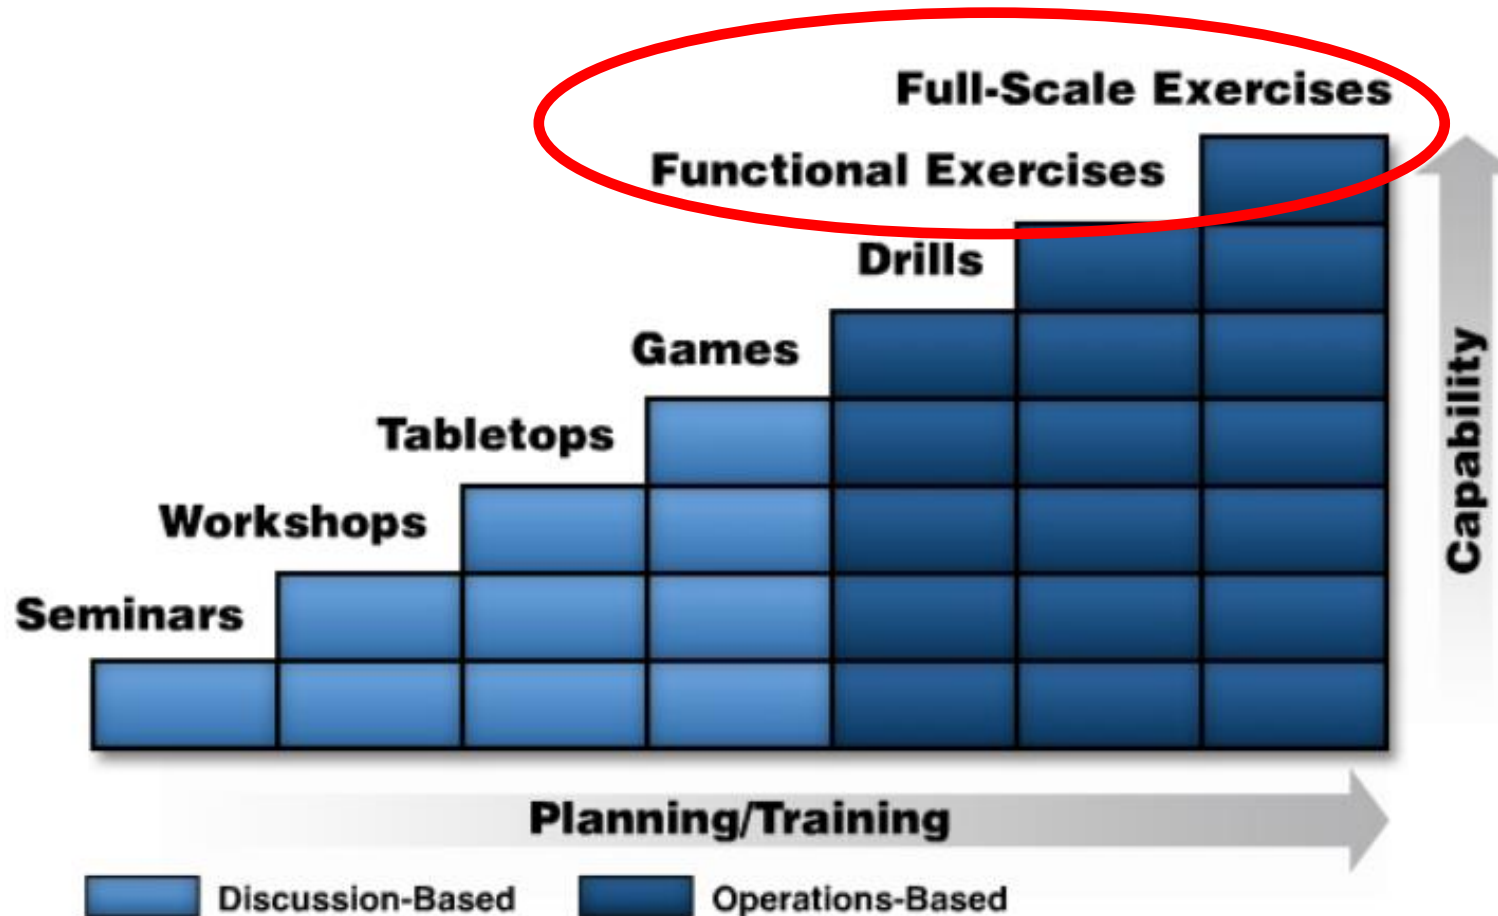 Full-Scale Exercises
Functional Exercises
Drills
Games
Tabletops
Workshops
Seminars
Capability
Planning/Training
Discussion-Based
Operations-Based